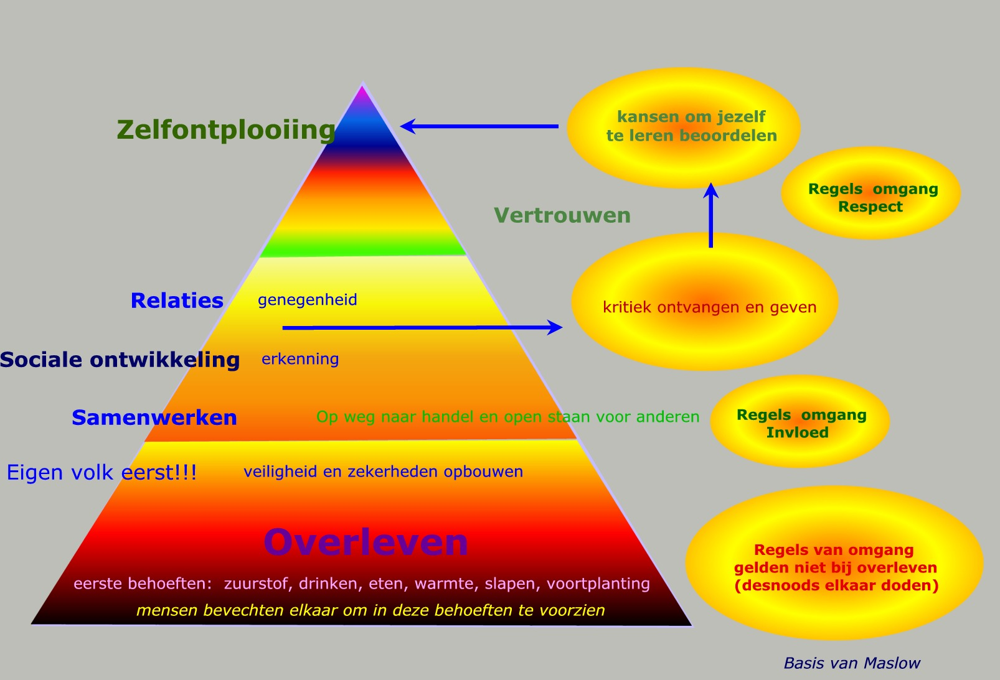 Zelfontplooiing
kansen om jezelf
te leren beoordelen
Regels omgang
Respect
Vertrouwen
Relaties
genegenheid
kritiek ontvangen en geven
Sociale ontwikkeling
erkenning
Samenwerken
Op weg naar handel en open staan voor anderen
Regels omgang
Invloed
Eigen volk eerst!!!
veiligheid en zekerheden opbouwen
Overleven
Regels van omgang
gelden niet bij overleven
(desnoods elkaar doden)
eerste behoeften: zuurstof, drinken, eten, warmte, slapen, voortplanting
mensen bevechten elkaar om in deze behoeften te voorzien
Basis van Maslow